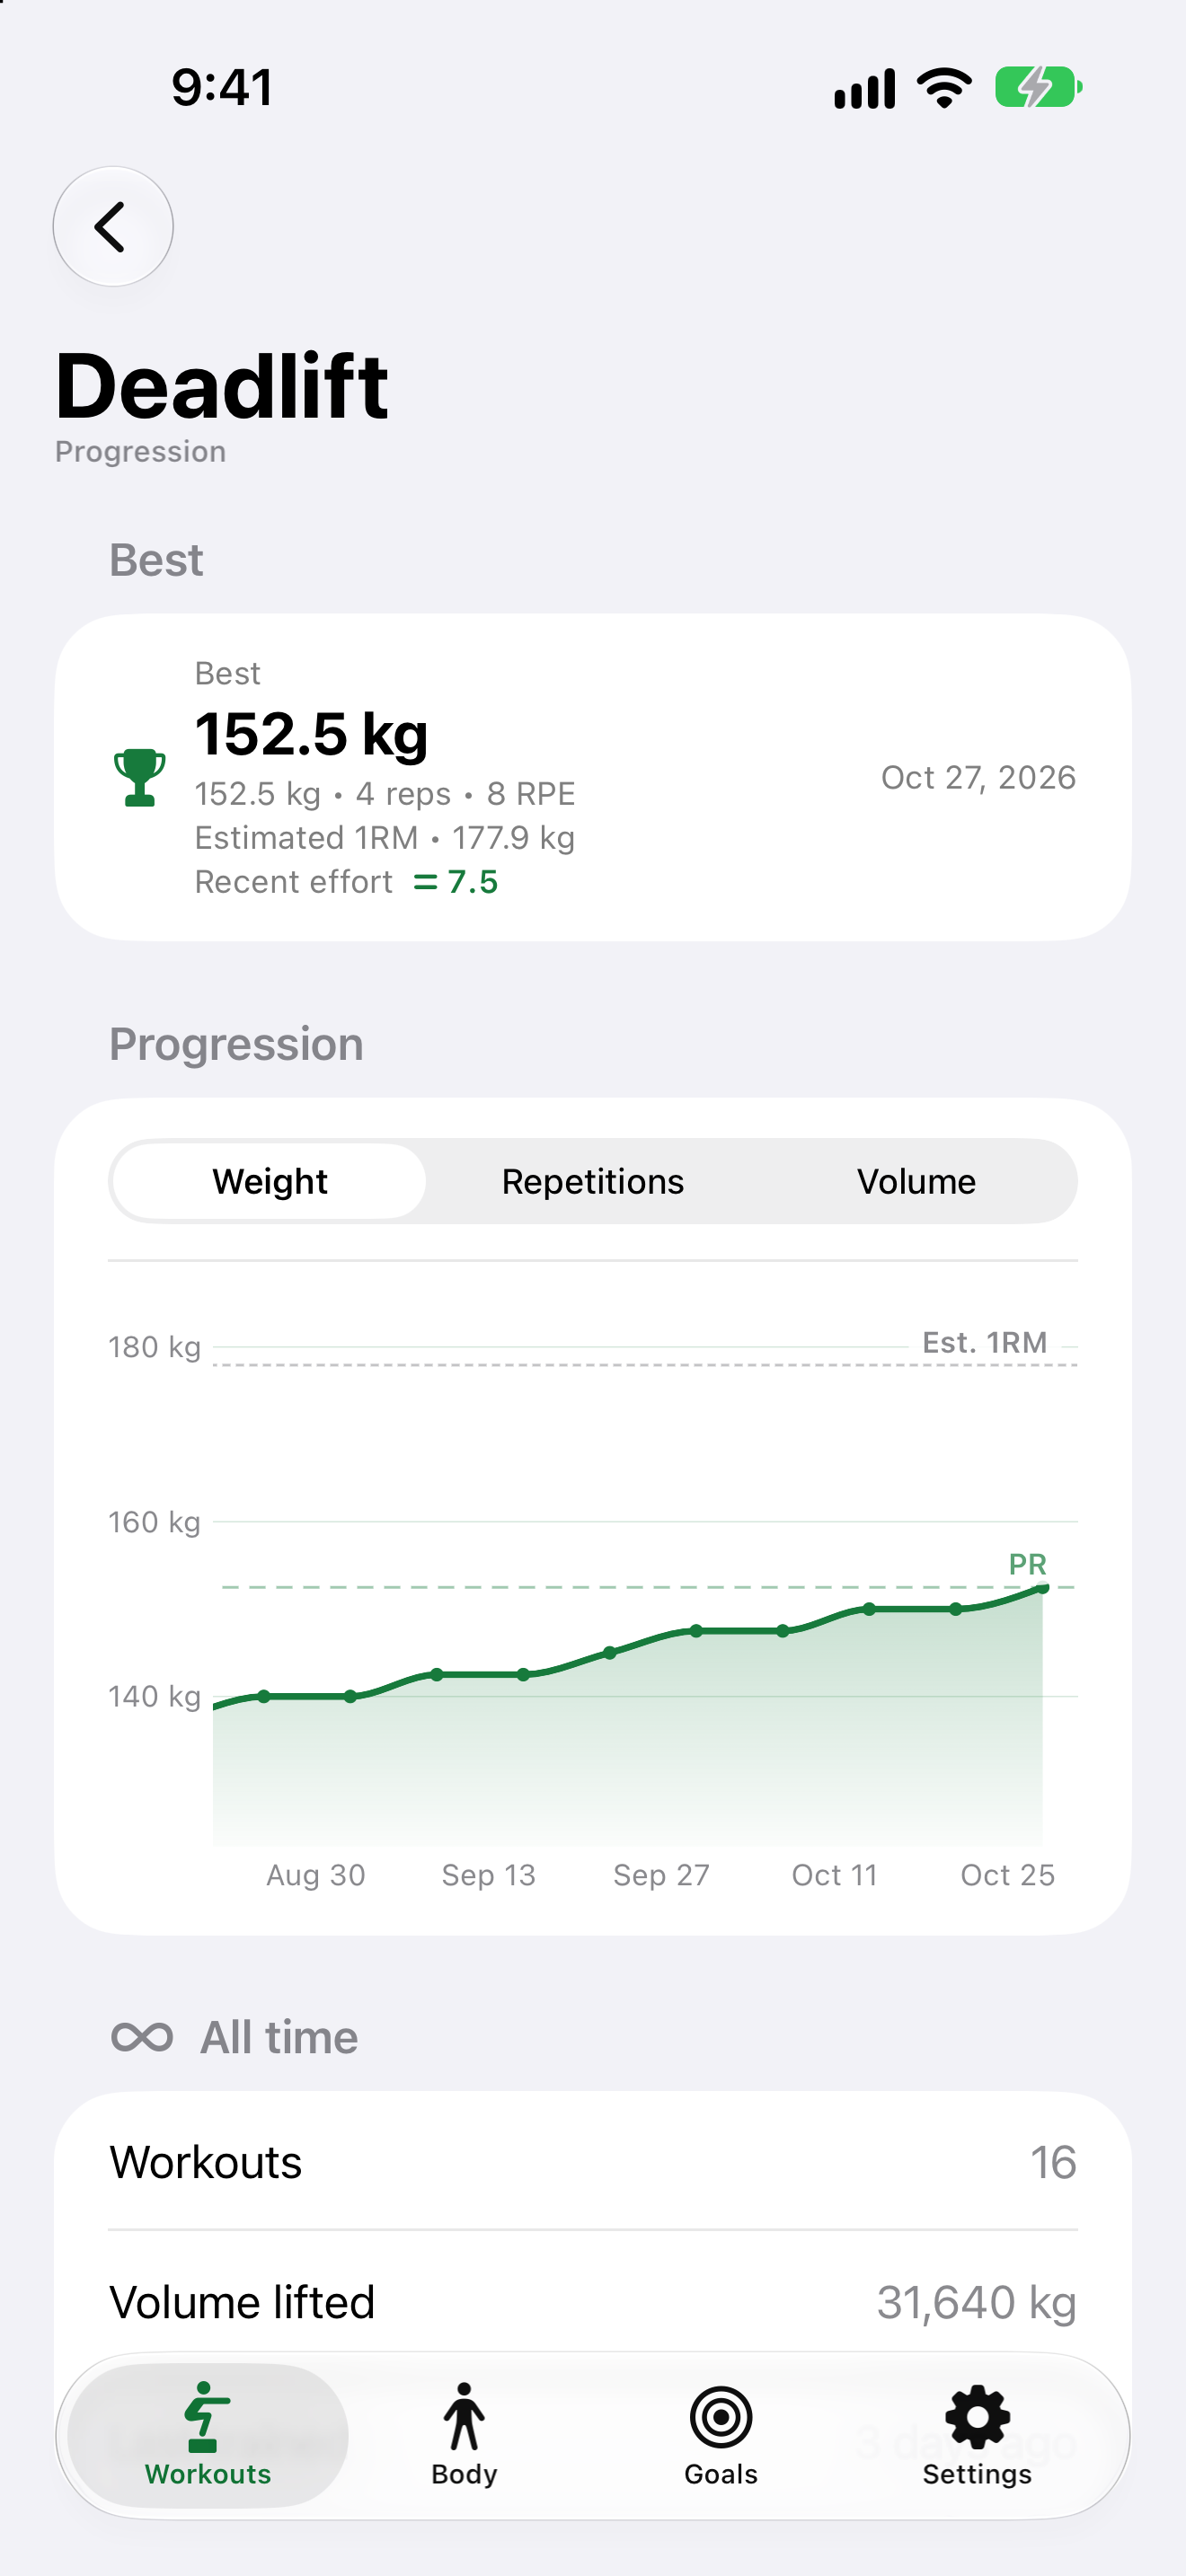 9:41
Deadlift
Progression
Best
Best
152.5 kg
152.5 kg • 4 reps • 8 RPE
Estimated 1RM • 177.9 kg
Recent effort = 7.5
Oct 27, 2026
Progression
Weight Repetitions Volume
180 kg
Est. 1RM
160 kg
PR
140 kg
Aug 30 Sep 13 Sep 27 Oct 11 Oct 25
All time
Workouts 16
Volume lifted 31,640 kg
3 days ago
Workouts Body Goals Settings